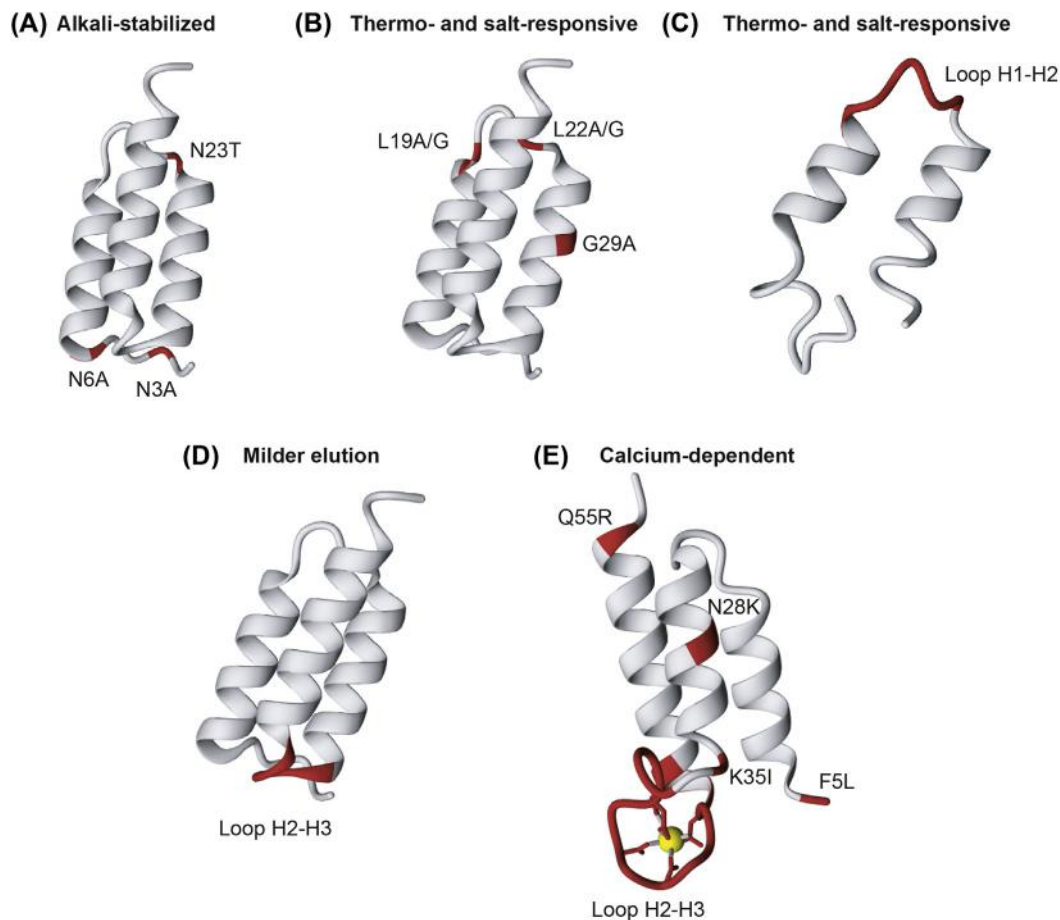 (A) Alkali-stabilized
N23T
N6A
N3A
(B) Thermo- and salt-responsive
L19A/G
L22A/G
G29A
(C) Thermo- and salt-responsive
Loop H1-H2
(D) Milder elution
Loop H2-H3
(E) Calcium-dependent
Q55R
N28K
K35I
F5L
Loop H2-H3